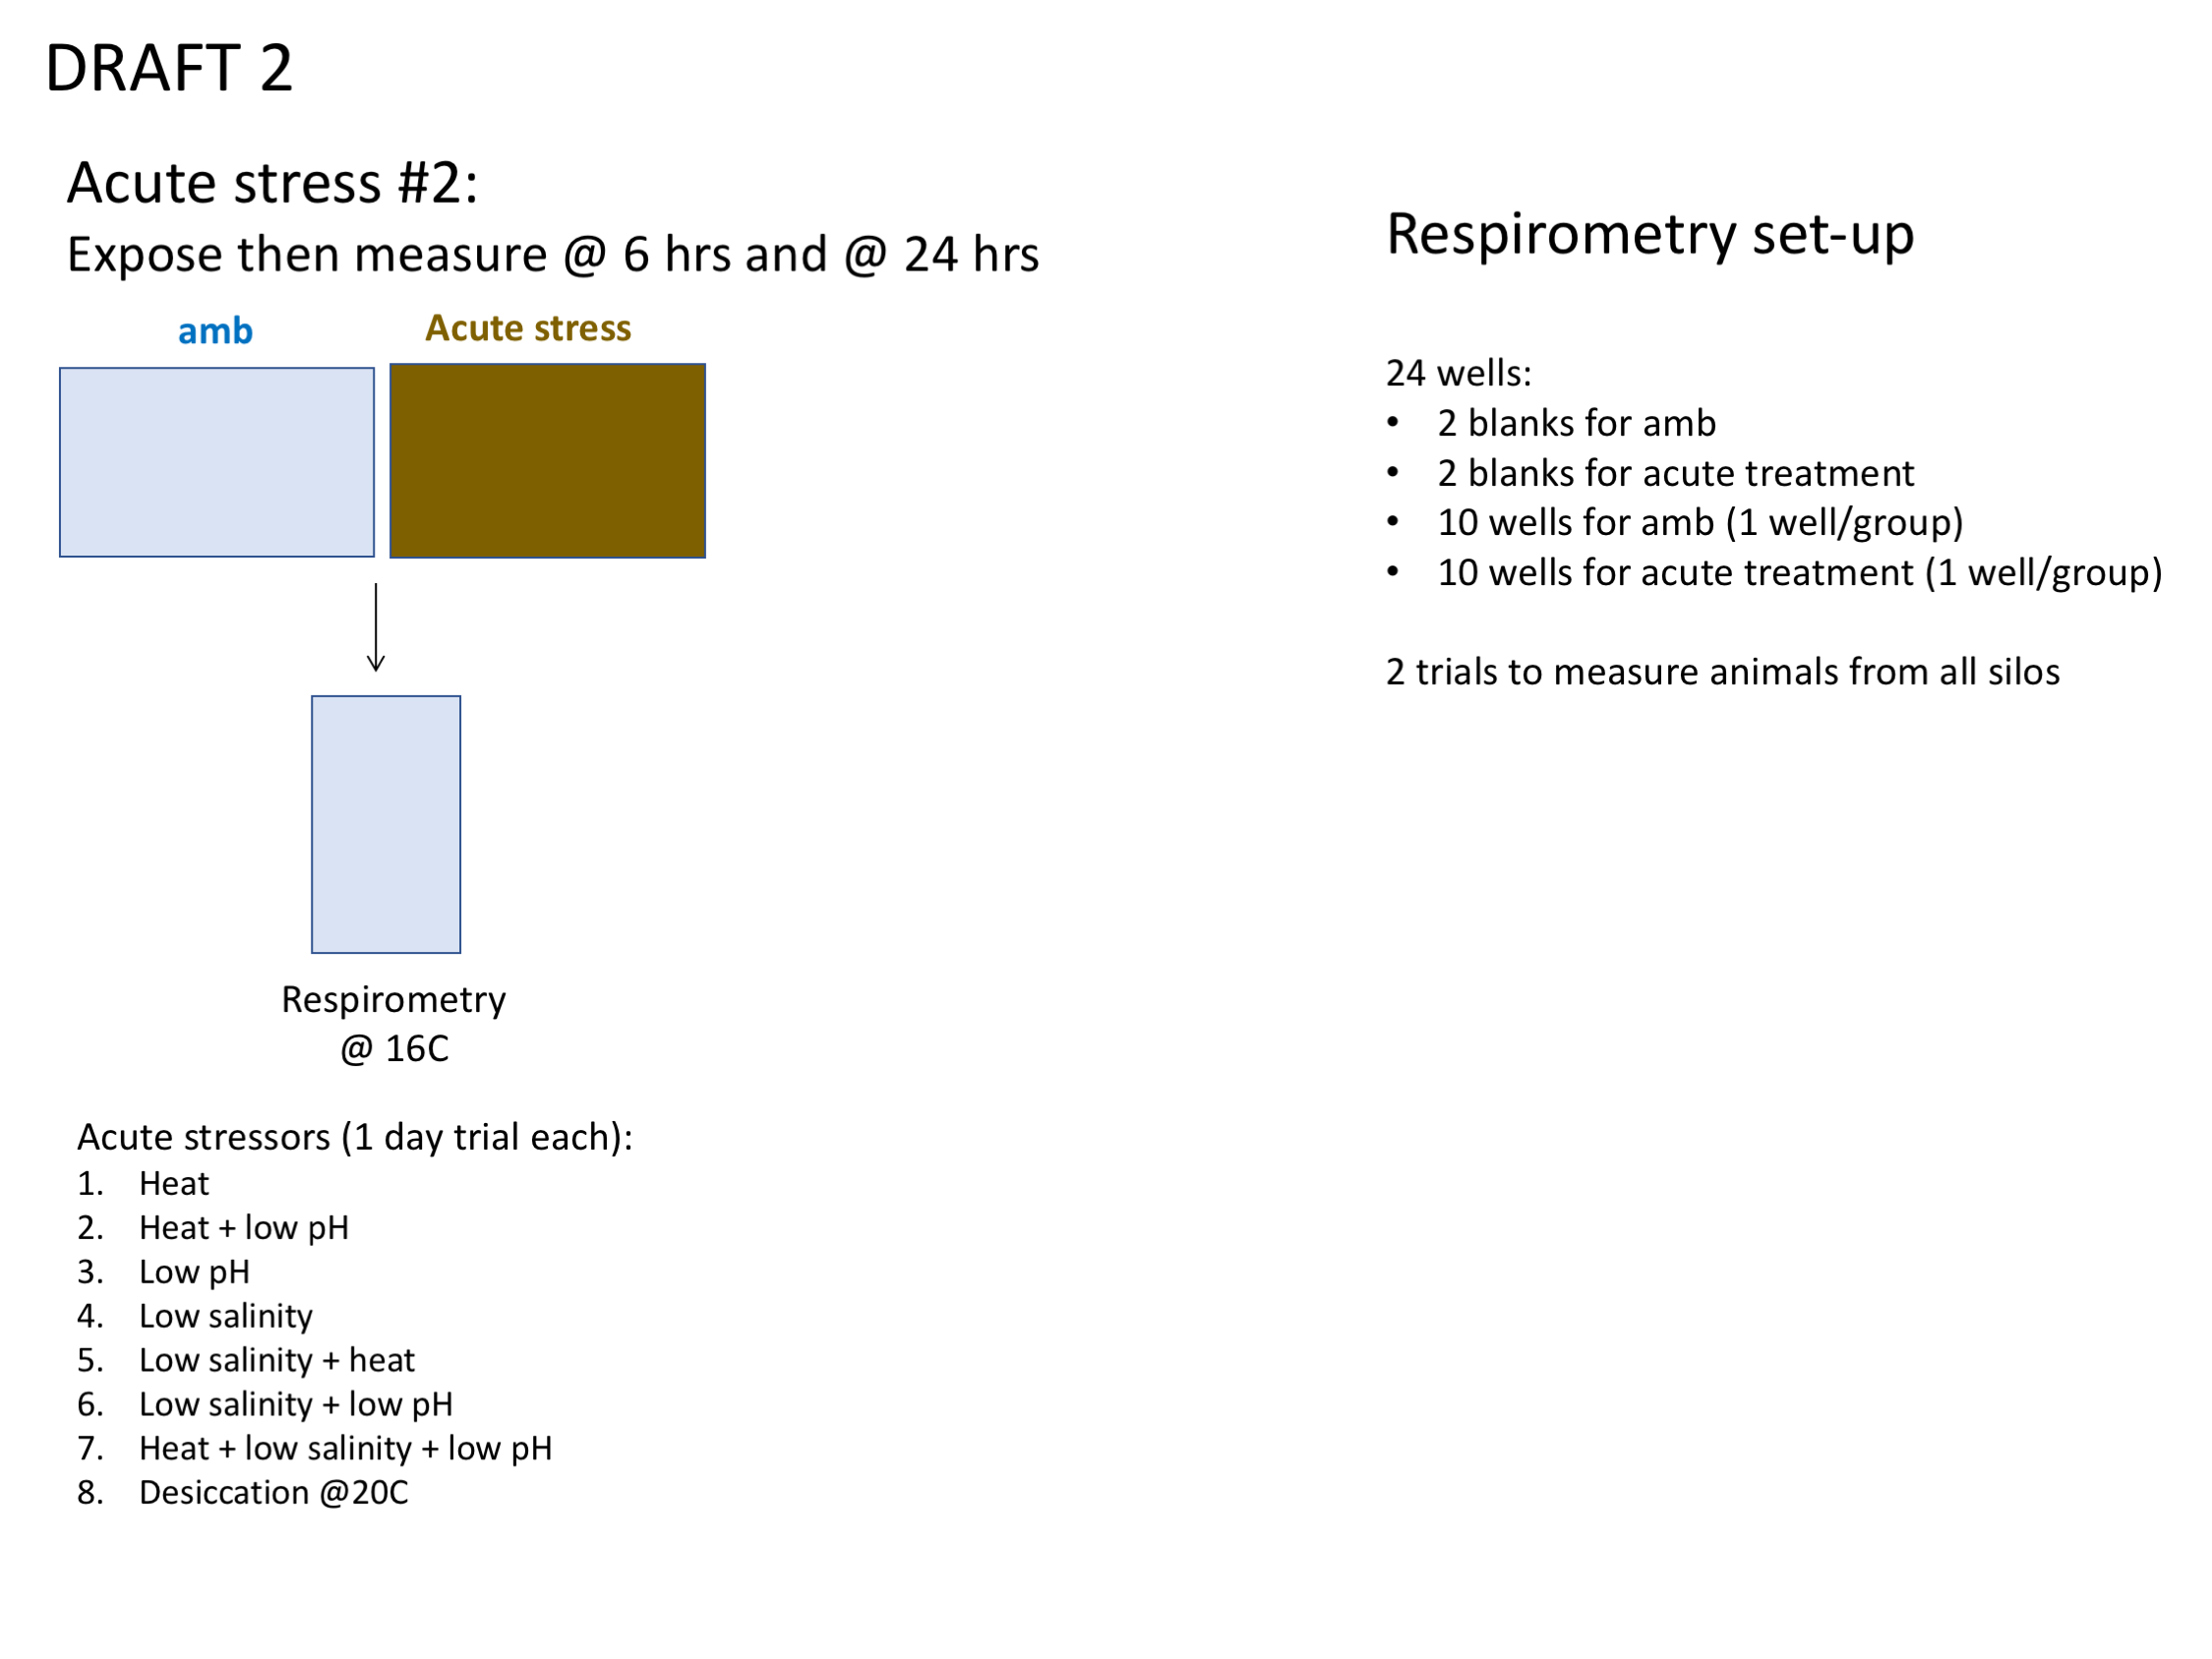 DRAFT 2
Acute stress #2:
Expose then measure @ 6 hrs and @ 24 hrs
amb
Acute stress
Respirometry
@ 16C
Acute stressors (1 day trial each):
1. Heat
2. Heat + low pH
3. Low pH
4. Low salinity
5. Low salinity + heat
6. Low salinity + low pH
7. Heat + low salinity + low pH
8. Desiccation @20C
Respirometry set-up
24 wells:
• 2 blanks for amb
• 2 blanks for acute treatment
• 10 wells for amb (1 well/group)
• 10 wells for acute treatment (1 well/group)
2 trials to measure animals from all silos